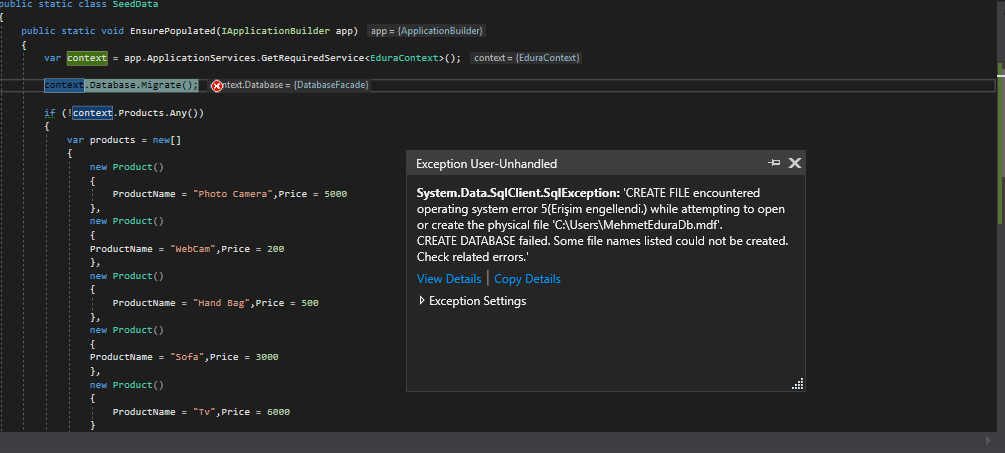 public static class SeedData
{
public static void EnsurePopulated(IApplicationBuilder app) app = {ApplicationBuilder}
{
var context = app.ApplicationServices.GetRequiredService<EduraContext>(); context = {EduraContext}
context.Database.Migrate(); ntext.Database = {DatabaseFacade}
if (!context.Products.Any())
{
var products = new[]
{
new Product()
{
ProductName = "Photo Camera",Price = 5000
},
new Product()
{
ProductName = "WebCam",Price = 200
},
new Product()
{
ProductName = "Hand Bag",Price = 500
},
new Product()
{
ProductName = "Sofa",Price = 3000
},
new Product()
{
ProductName = "Tv",Price = 6000
}
Exception User-Unhandled
System.Data.SqlClient.SqlException: 'CREATE FILE encountered
operating system error 5(Erişim engellendi.) while attempting to open
or create the physical file 'C:\Users\MehmetEduraDb.mdf'.
CREATE DATABASE failed. Some file names listed could not be created.
Check related errors.'
View Details | Copy Details
Exception Settings